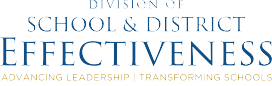 DIVISION OF
SCHOOL & DISTRICT
EFFECTIVENESS
ADVANCING LEADERSHIP | TRANSFORMING SCHOOLS